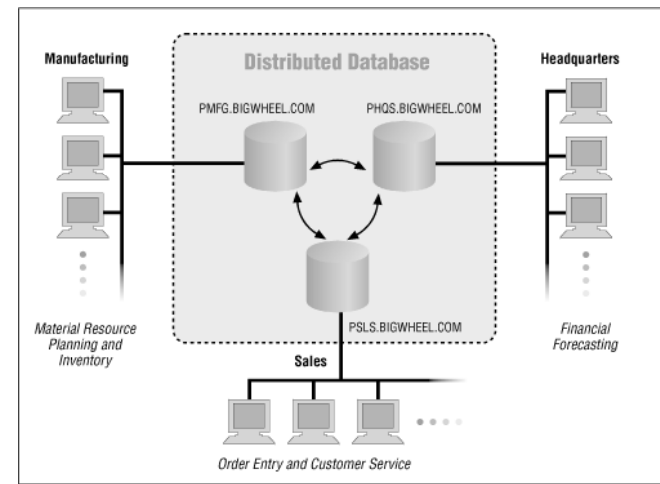 Distributed Database
Manufacturing
Headquarters
PMFG.BIGWHEEL.COM
PHQS.BIGWHEEL.COM
PSLS.BIGWHEEL.COM
Material Resource
Planning and
Inventory
Financial
Forecasting
Sales
Order Entry and Customer Service